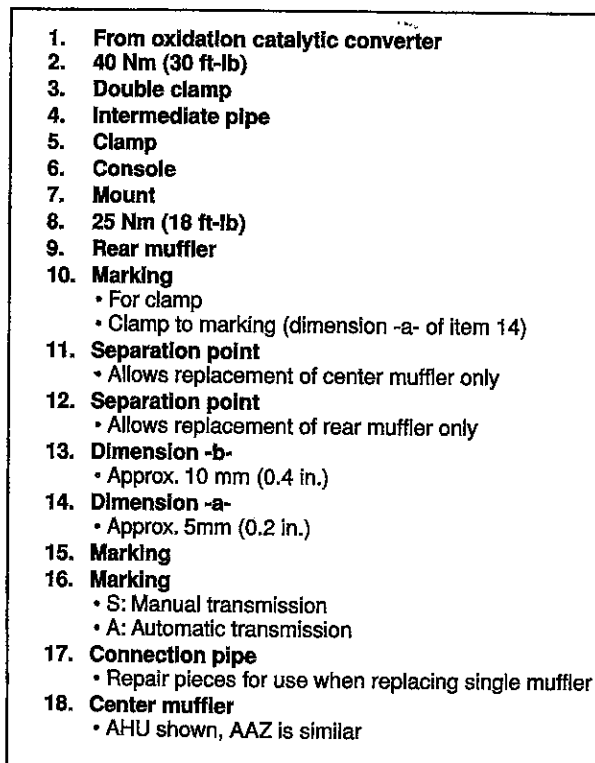 1. From oxidation catalytic converter
2. 40 Nm (30 ft-lb)
3. Double clamp
4. Intermediate pipe
5. Clamp
6. Console
7. Mount
8. 25 Nm (18 ft-lb)
9. Rear muffler
10. Marking
• For clamp
• Clamp to marking (dimension -a- of item 14)
11. Separation point
• Allows replacement of center muffler only
12. Separation point
• Allows replacement of rear muffler only
13. Dimension -b-
• Approx. 10 mm (0.4 in.)
14. Dimension -a-
• Approx. 5mm (0.2 in.)
15. Marking
16. Marking
• S: Manual transmission
• A: Automatic transmission
17. Connection pipe
• Repair pieces for use when replacing single muffler
18. Center muffler
• AHU shown, AAZ is similar